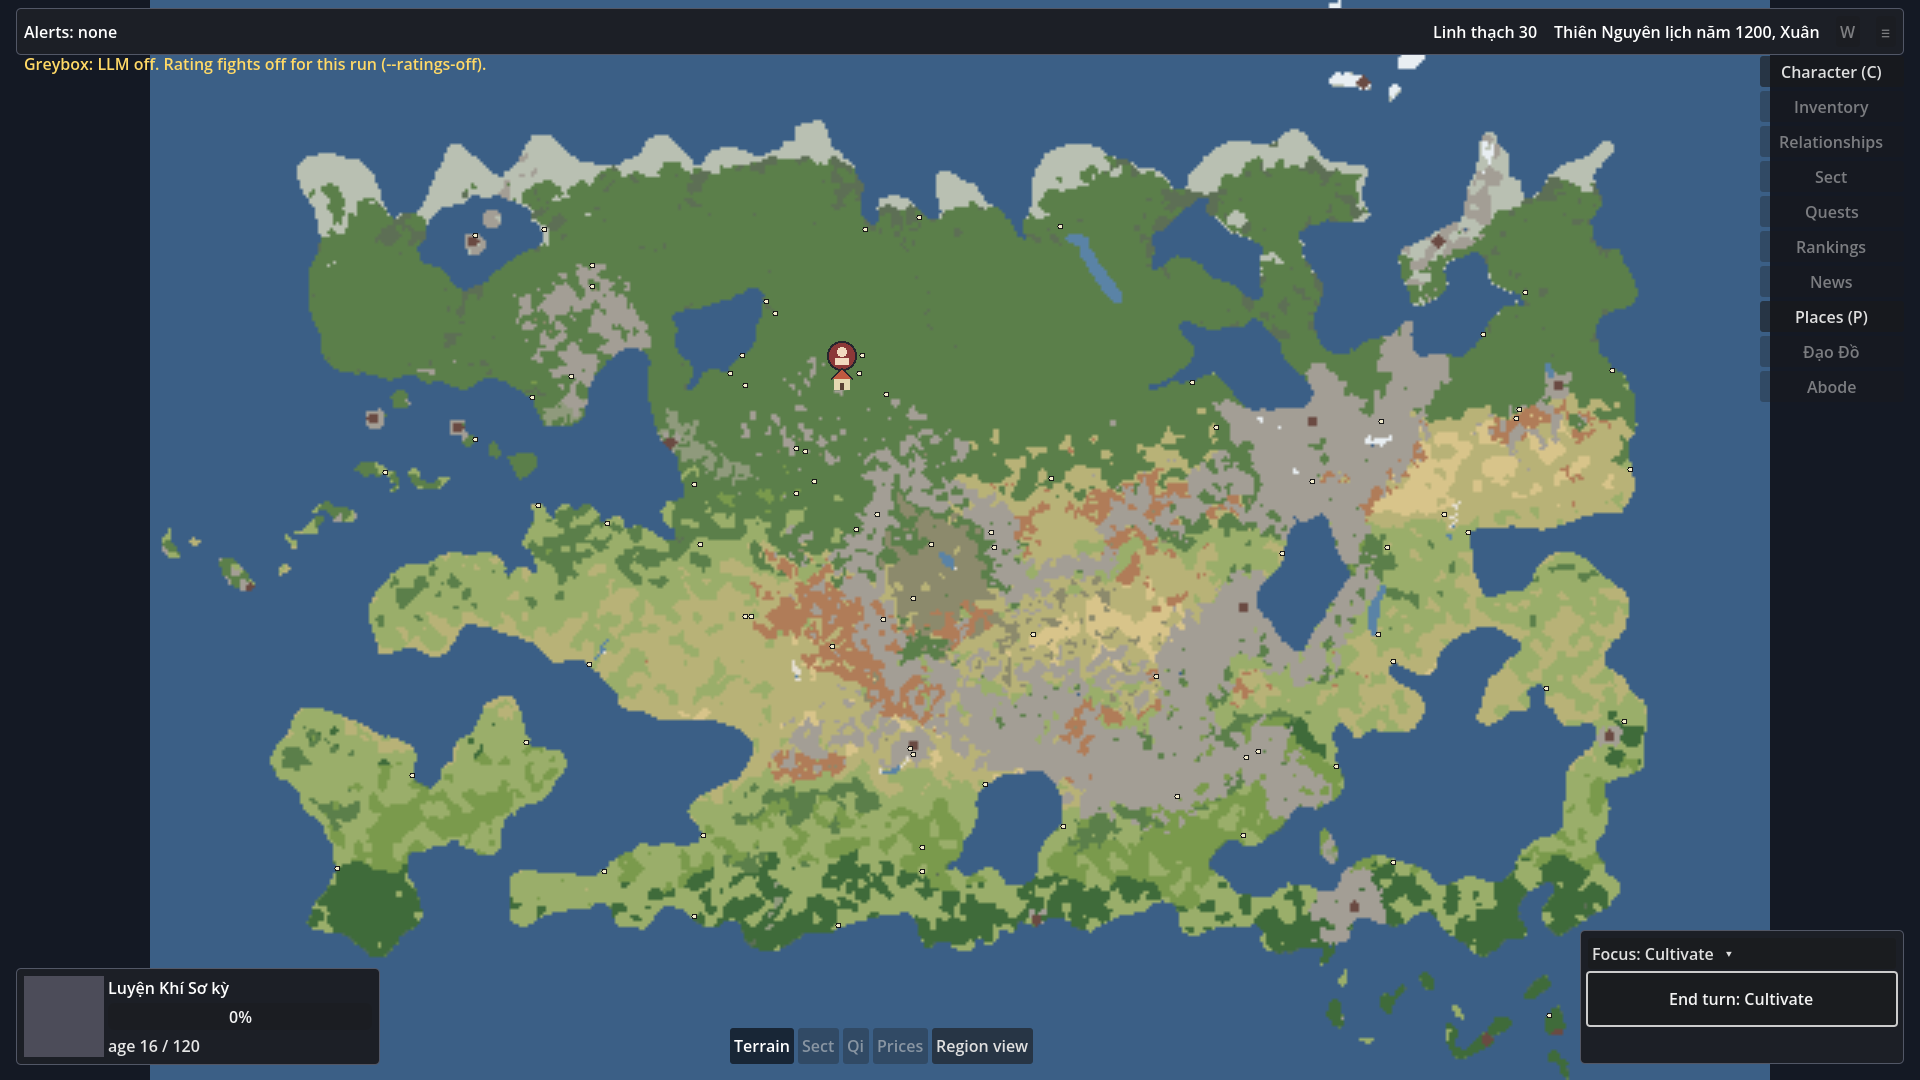 Alerts: none
Linh thạch 30 Thiên Nguyên lịch năm 1200, Xuân W ≡
Greybox: LLM off. Rating fights off for this run (--ratings-off).
Character (C)
Inventory
Relationships
Sect
Quests
Rankings
News
Places (P)
Đạo Đồ
Abode
Focus: Cultivate ▾
End turn: Cultivate
Luyện Khí Sơ kỳ
0%
age 16 / 120
Terrain Sect Qi Prices Region view